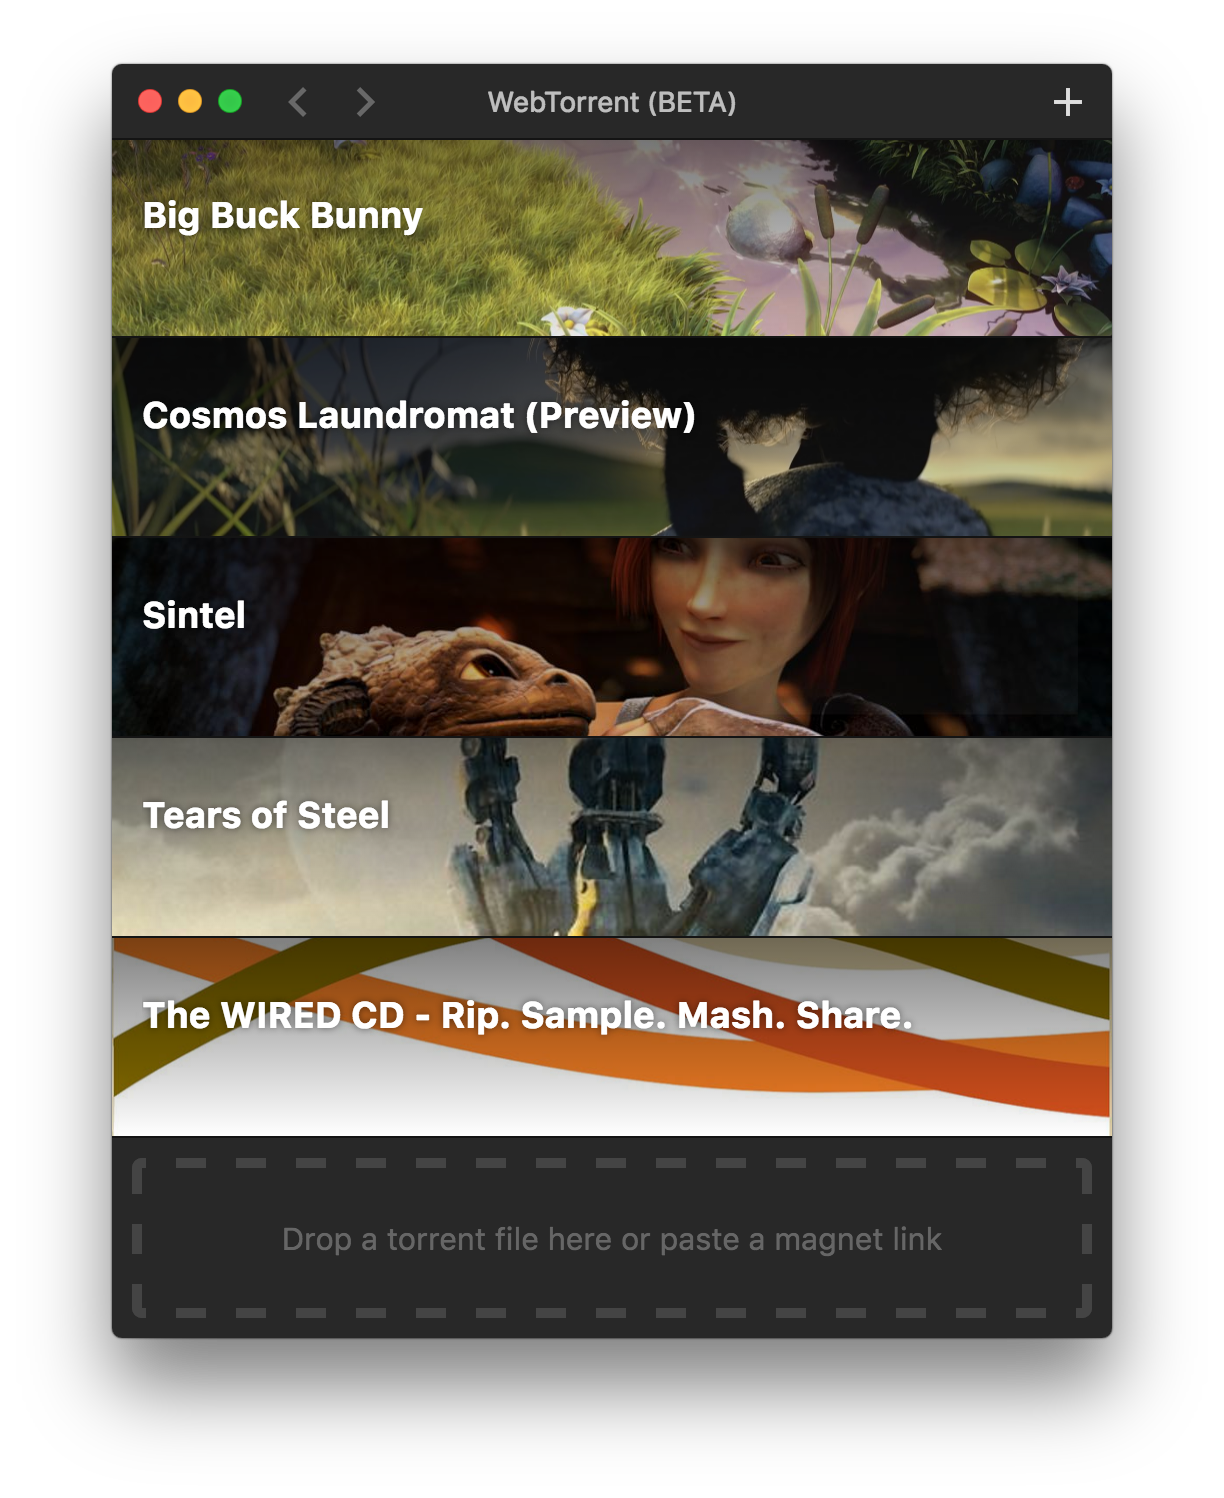 WebTorrent (BETA)
Big Buck Bunny
Cosmos Laundromat (Preview)
Sintel
Tears of Steel
The WIRED CD - Rip. Sample. Mash. Share.
Drop a torrent file here or paste a magnet link